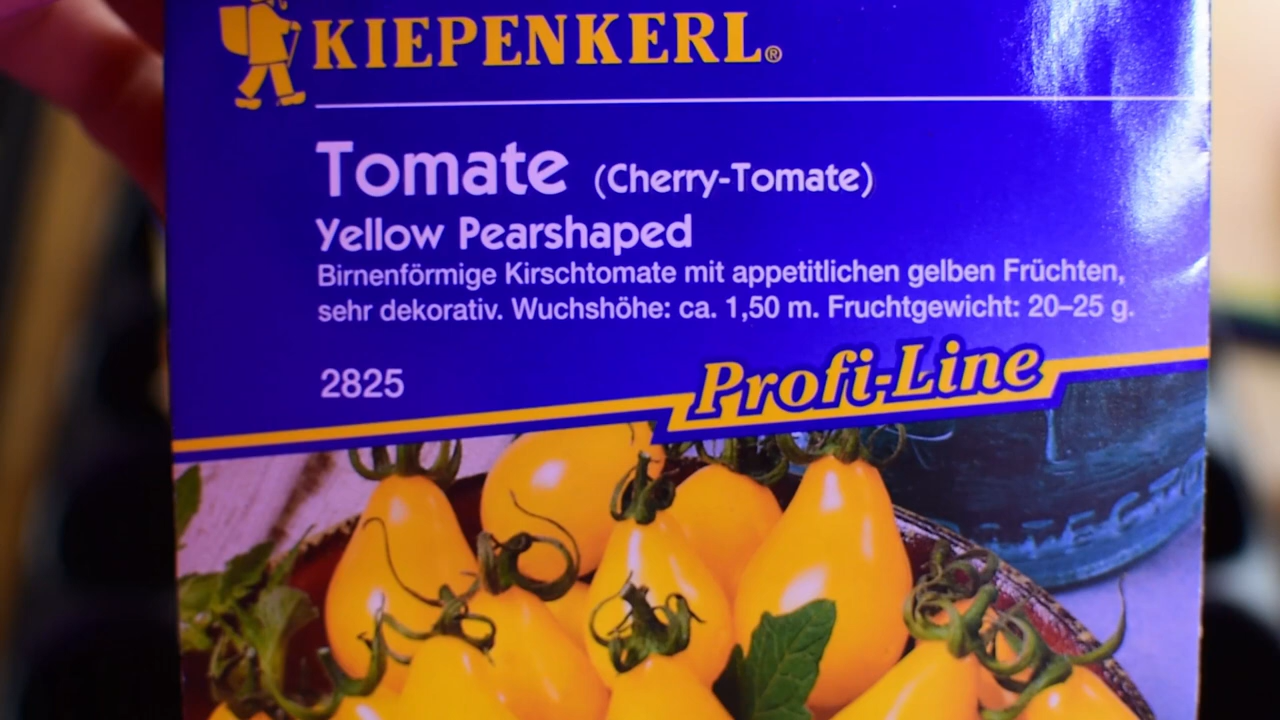 KIEPENKERL®
Tomate (Cherry-Tomate)
Yellow Pearshaped
Birnenförmige Kirschtomate mit appetitlichen gelben Früchten,
sehr dekorativ. Wuchshöhe: ca. 1,50 m. Fruchtgewicht: 20–25 g.
2825
Profi-Line